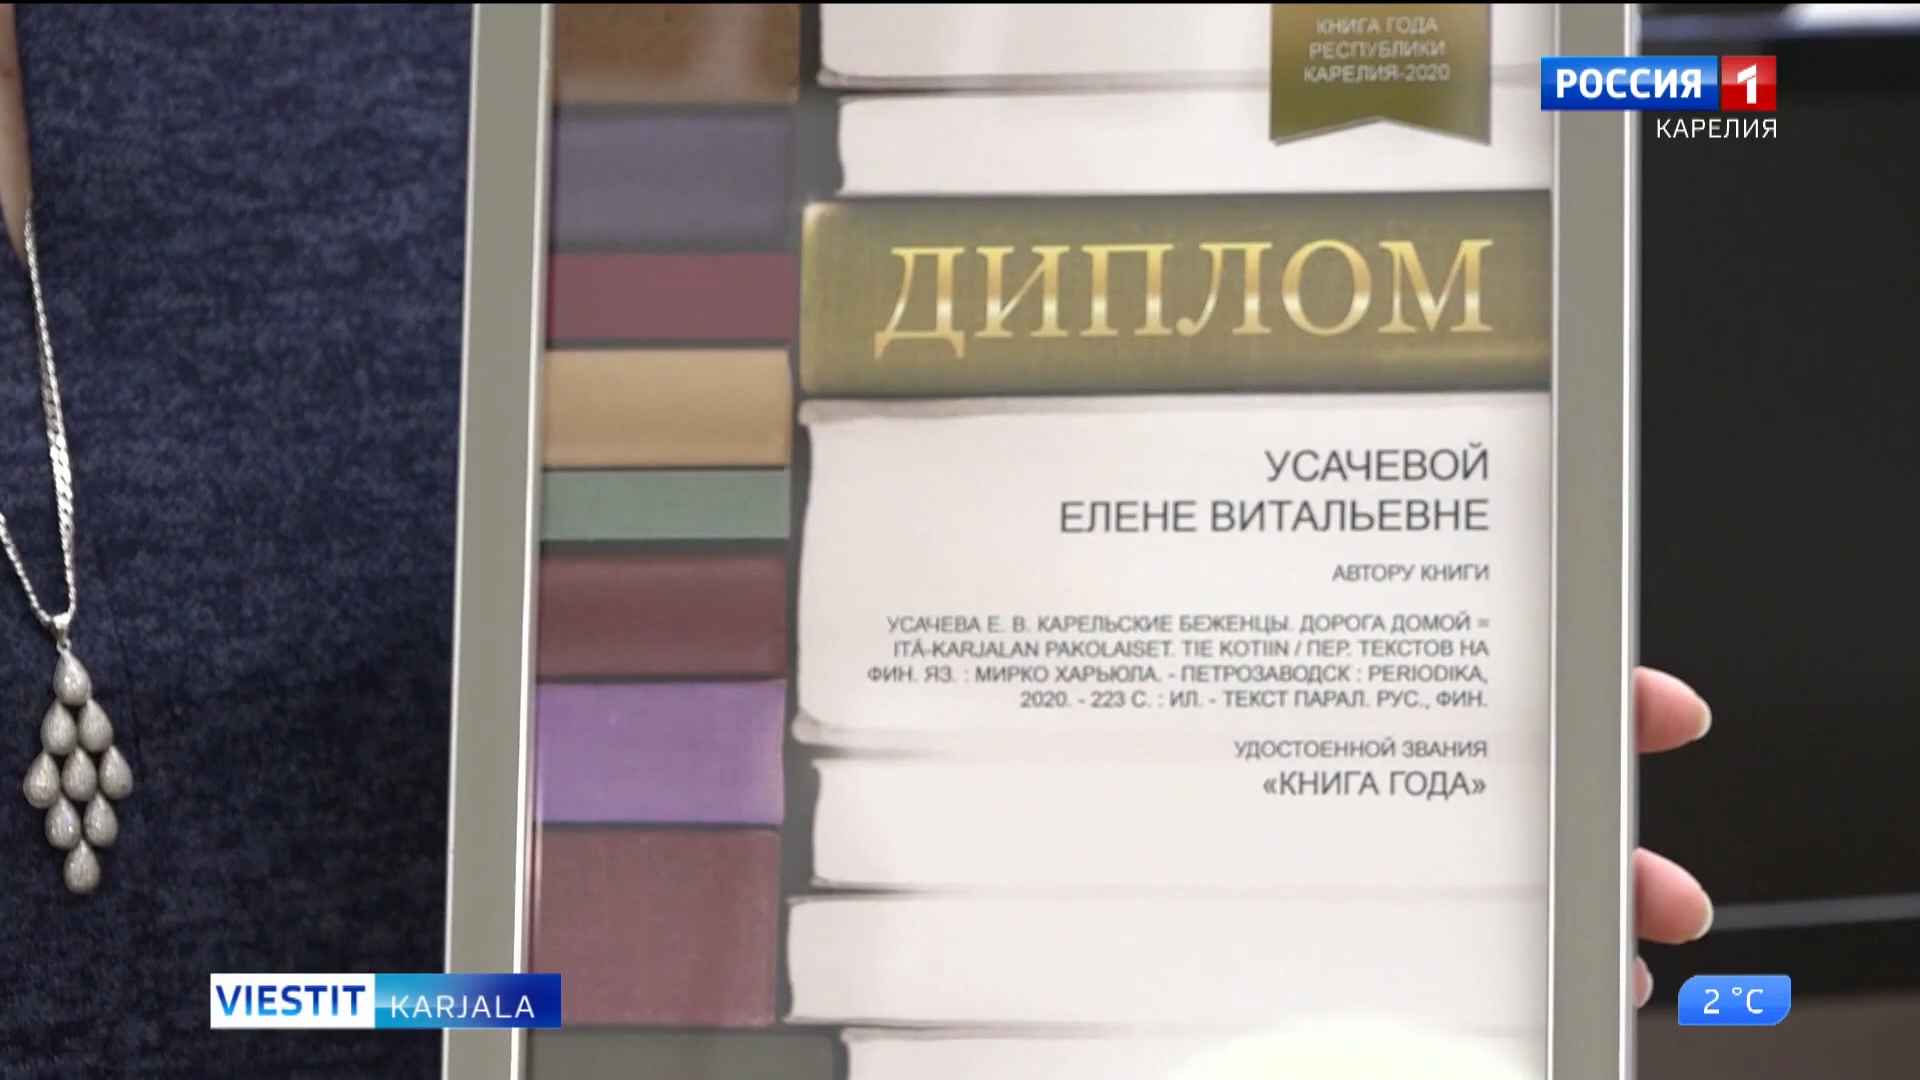 КНИГА ГОДА
РЕСПУБЛИКИ
КАРЕЛИЯ-2020
РОССИЯ 1
КАРЕЛИЯ
ДИПЛОМ
УСАЧЕВОЙ
ЕЛЕНЕ ВИТАЛЬЕВНЕ
АВТОРУ КНИГИ
УСАЧЕВА Е. В. КАРЕЛЬСКИЕ БЕЖЕНЦЫ. ДОРОГА ДОМОЙ =
ITÄ-KARJALAN PAKOLAISET. TIE KOTIIN / ПЕР. ТЕКСТОВ НА
ФИН. ЯЗ. : МИРКО ХАРЬЮЛА. - ПЕТРОЗАВОДСК : PERIODIKA,
2020. - 223 С. : ИЛ. - ТЕКСТ ПАРАЛ. РУС., ФИН.
УДОСТОЕННОЙ ЗВАНИЯ
«КНИГА ГОДА»
VIESTIT KARJALA
2 °C